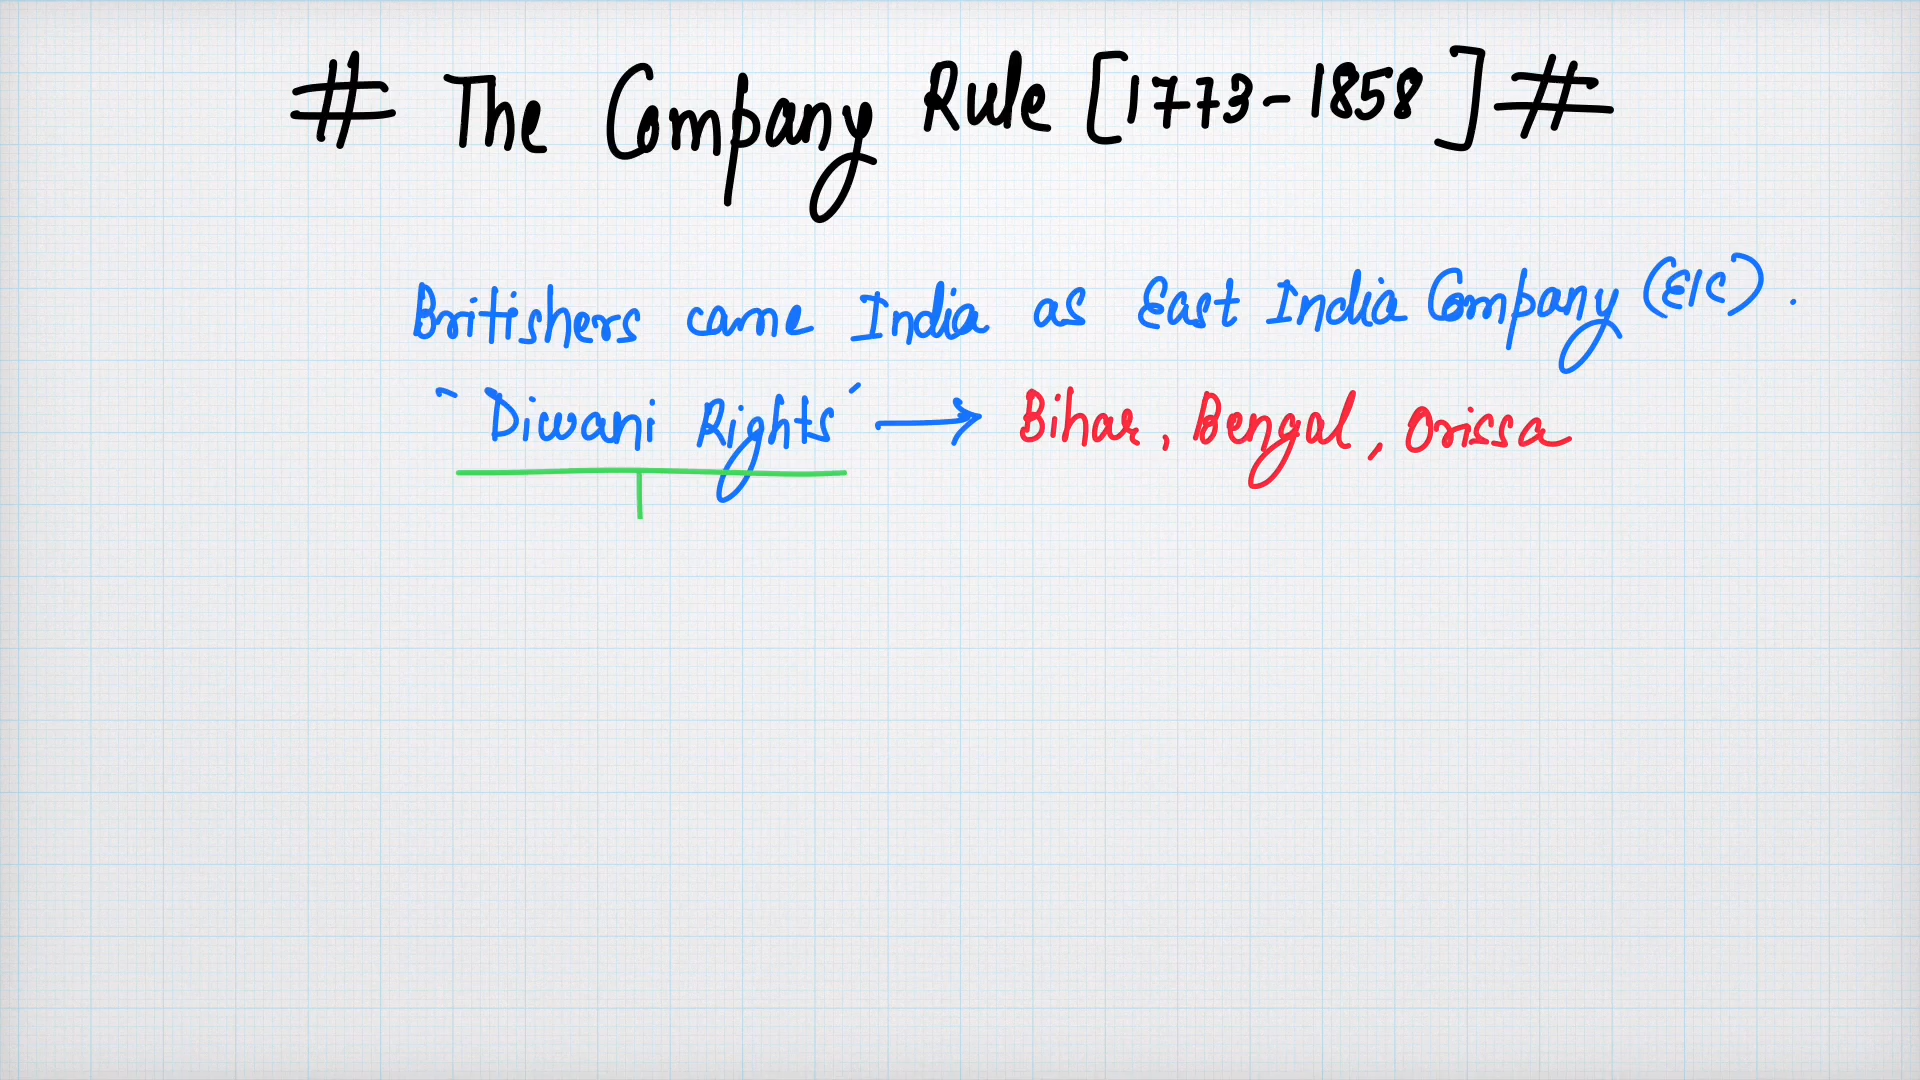 # The Company Rule [1773-1858] #
Britishers came India as East India Company (EIC).
`Diwani Rights´ → Bihar, Bengal, Orissa